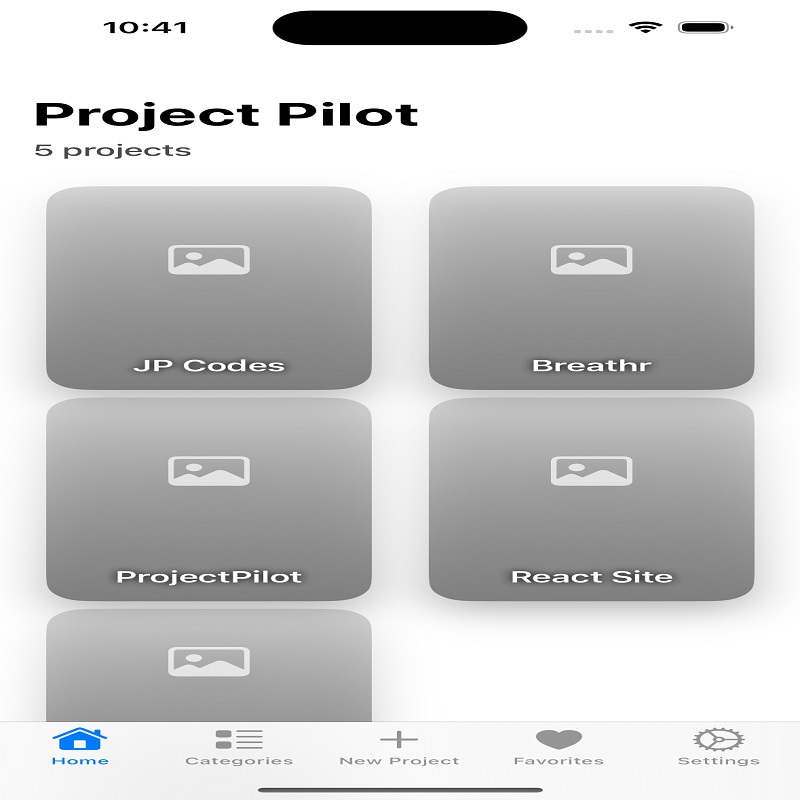 10:41
Project Pilot
5 projects
JP Codes
Breathr
ProjectPilot
React Site
Home
Categories
New Project
Favorites
Settings